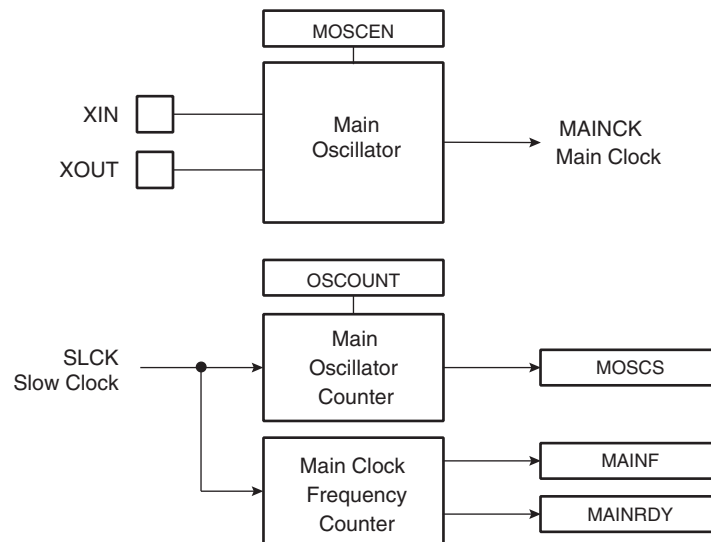 MOSCEN
XIN
XOUT
Main
Oscillator
MAINCK
Main Clock
OSCOUNT
SLCK
Slow Clock
Main
Oscillator
Counter
MOSCS
Main Clock
Frequency
Counter
MAINF
MAINRDY